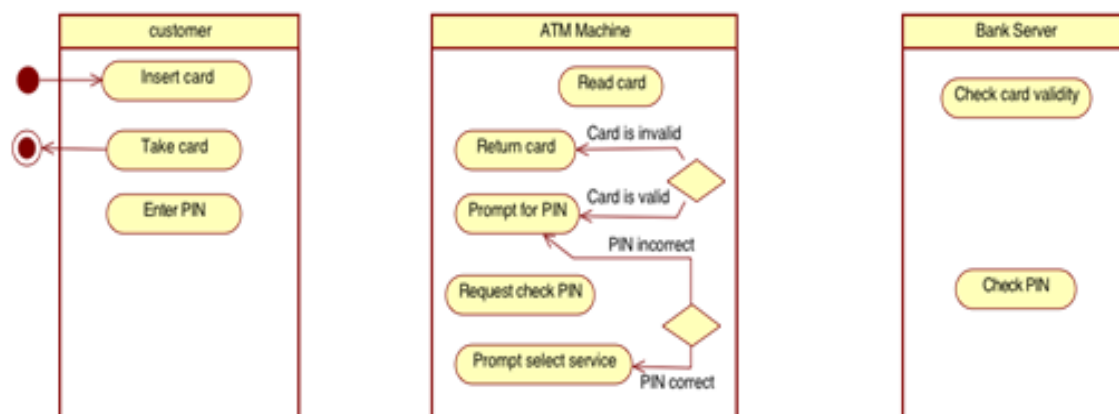 customer
Insert card
Take card
Enter PIN
ATM Machine
Read card
Card is invalid
Return card
Card is valid
Prompt for PIN
PIN incorrect
Request check PIN
Prompt select service
PIN correct
Bank Server
Check card validity
Check PIN